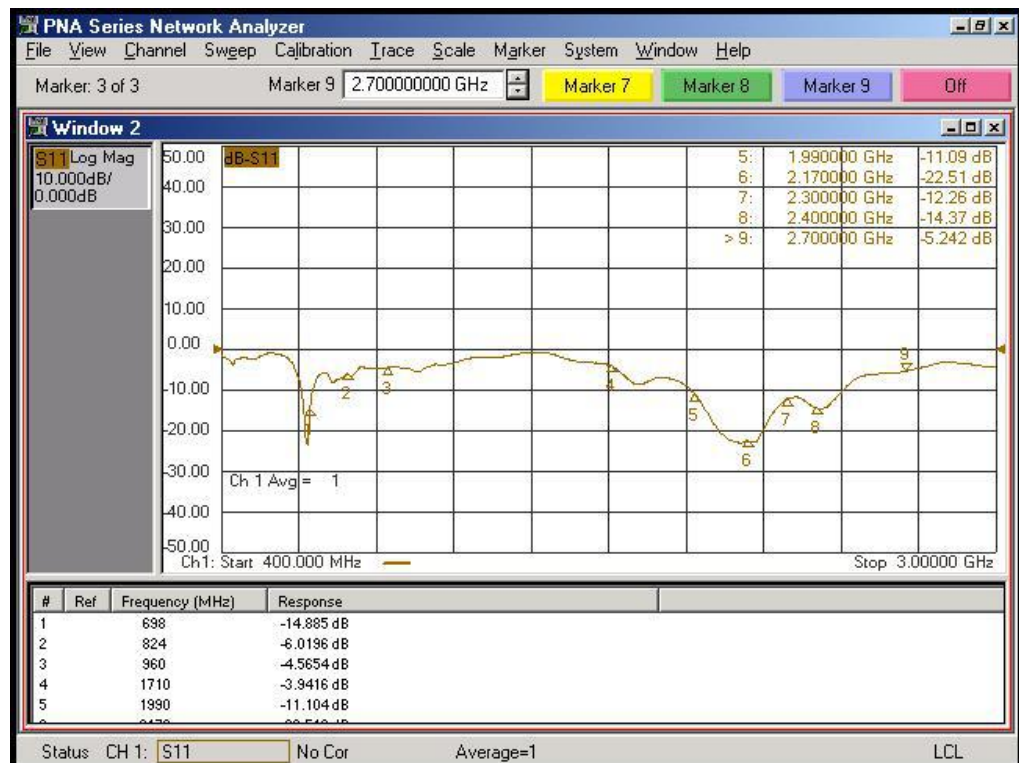 PNA Series Network Analyzer
File View Channel Sweep Calibration Trace Scale Marker System Window Help
Marker: 3 of 3 Marker 9 2.700000000 GHz Marker 7 Marker 8 Marker 9 Off
Window 2
S11 Log Mag
10.000dB/
0.000dB
dB-S11
50.00
40.00
30.00
20.00
10.00
0.00
-10.00
-20.00
-30.00
-40.00
-50.00
5: 1.990000 GHz -11.09 dB
6: 2.170000 GHz -22.51 dB
7: 2.300000 GHz -12.26 dB
8: 2.400000 GHz -14.37 dB
> 9: 2.700000 GHz -5.242 dB
2
3
4
5
6
7
8
9
Ch 1 Avg = 1
Ch1: Start 400.000 MHz
Stop 3.00000 GHz
# Ref Frequency (MHz) Response
1 698 -14.885 dB
2 824 -6.0196 dB
3 960 -4.5654 dB
4 1710 -3.9416 dB
5 1990 -11.104 dB
Status CH 1: S11 No Cor Average=1 LCL